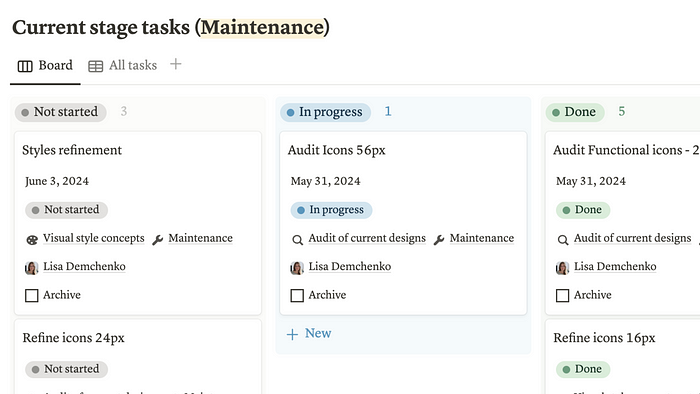 Current stage tasks (Maintenance)
Board
All tasks
Not started 3
Styles refinement
June 3, 2024
Not started
Visual style concepts Maintenance
Lisa Demchenko
Archive
Refine icons 24px
Not started
In progress 1
Audit Icons 56px
May 31, 2024
In progress
Audit of current designs Maintenance
Lisa Demchenko
Archive
New
Done 5
Audit Functional icons - 2
May 31, 2024
Done
Audit of current designs
Lisa Demchenko
Archive
Refine icons 16px
Done